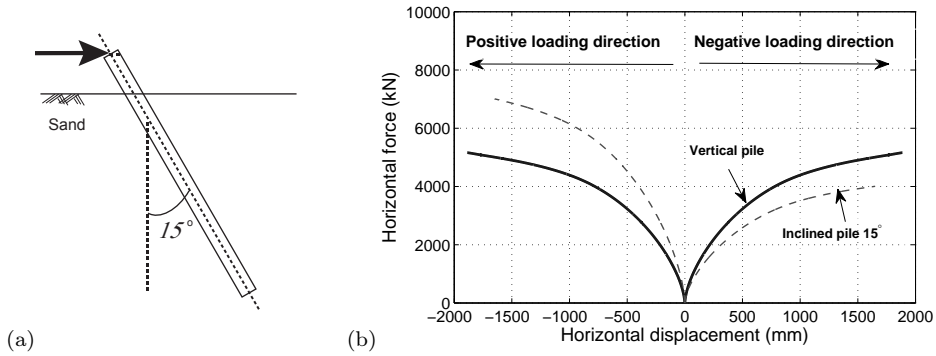 Sand
15°
(a)
10000
8000
6000
4000
2000
0
Horizontal force (kN)
Positive loading direction
Negative loading direction
Vertical pile
Inclined pile 15°
−2000 −1500 −1000 −500 0 500 1000 1500 2000
Horizontal displacement (mm)
(b)